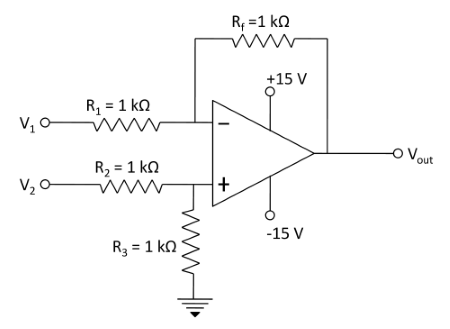 R_f =1 kΩ
+15 V
R_1 = 1 kΩ
V_1
−
R_2 = 1 kΩ
V_out
V_2
+
-15 V
R_3 = 1 kΩ